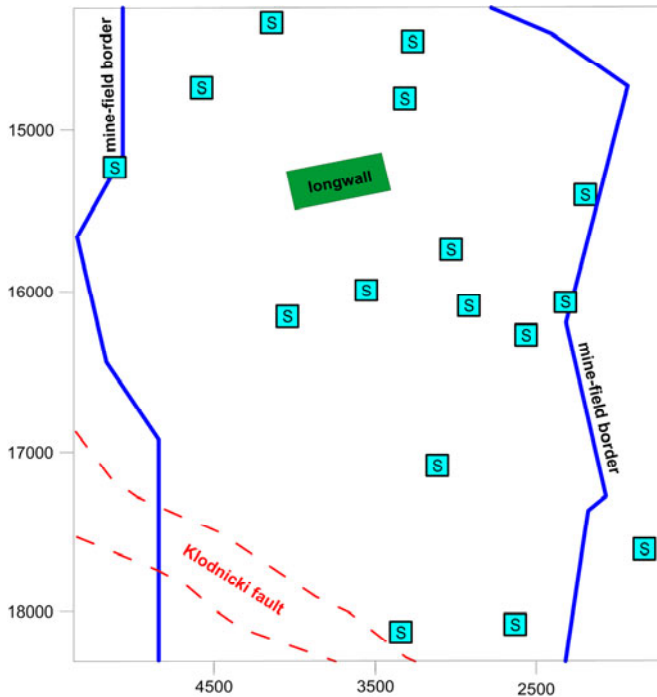 S
S
mine-field border
S
S
15000
S
longwall
S
S
16000
S
S
S
S
S
mine-field border
17000
S
S
Klodnicki fault
18000
S
S
4500
3500
2500